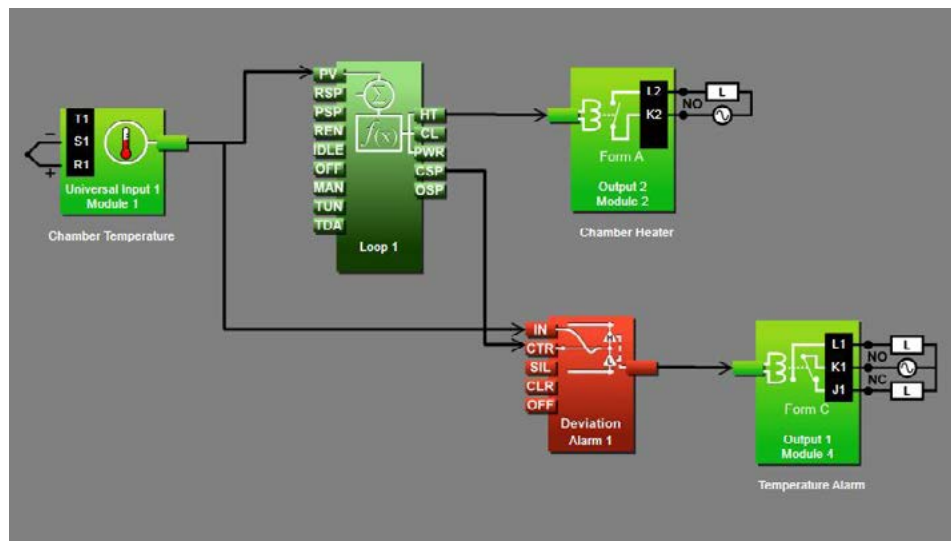 T1
S1
R1
−
+
Universal Input 1
Module 1
Chamber Temperature
PV
RSP
PSP
REN
IDLE
OFF
MAN
TUN
TDA
Σ
f(x)
HT
CL
PWR
CSP
OSP
Loop 1
L2
K2
NO
L
Form A
Output 2
Module 2
Chamber Heater
IN
CTR
SIL
CLR
OFF
H
L
Deviation
Alarm 1
L1
K1
J1
NO
NC
L
L
Form C
Output 1
Module 4
Temperature Alarm